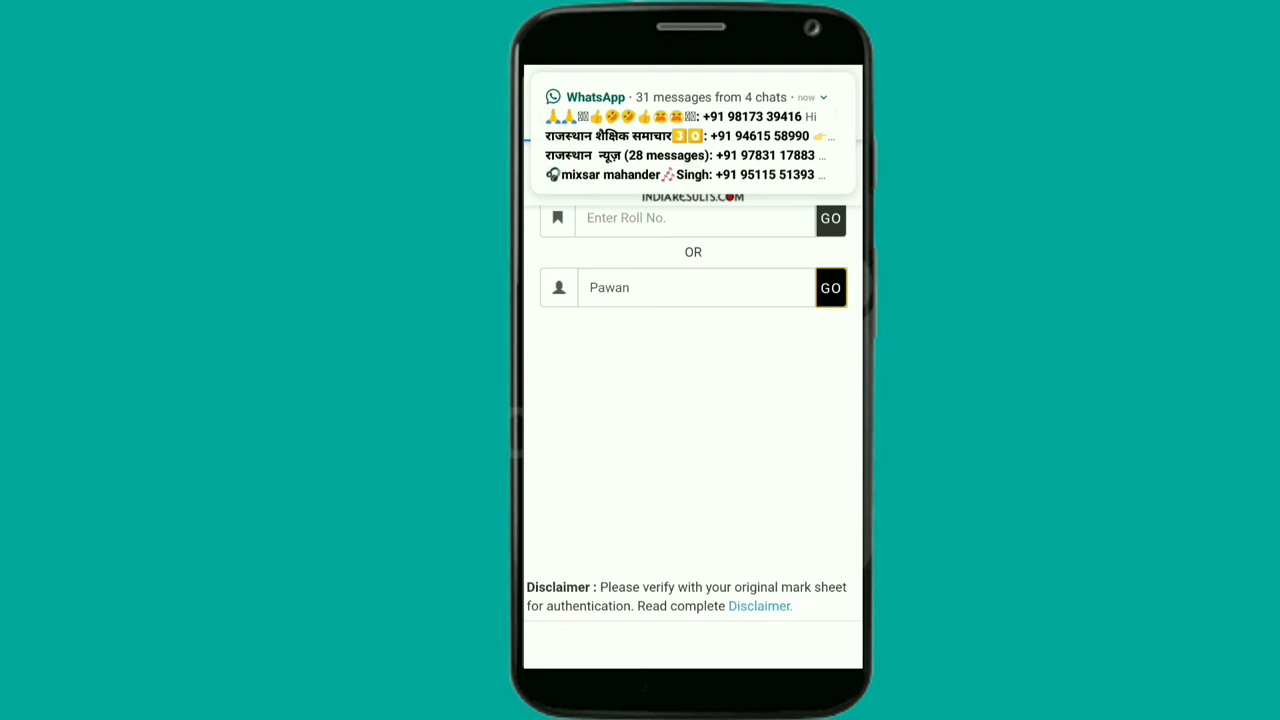 WhatsApp · 31 messages from 4 chats · now
🙏🙏👍🤣🤣👍😫😫: +91 98173 39416 Hi
राजस्थान शैक्षिक समाचार3️⃣0️⃣: +91 94615 58990 👉...
राजस्थान न्यूज़ (28 messages): +91 97831 17883 ...
🎧mixsar mahander🎶Singh: +91 95115 51393 ...
INDIARESULTS.COM
Enter Roll No.
GO
OR
Pawan
GO
Disclaimer : Please verify with your original mark sheet
for authentication. Read complete Disclaimer.